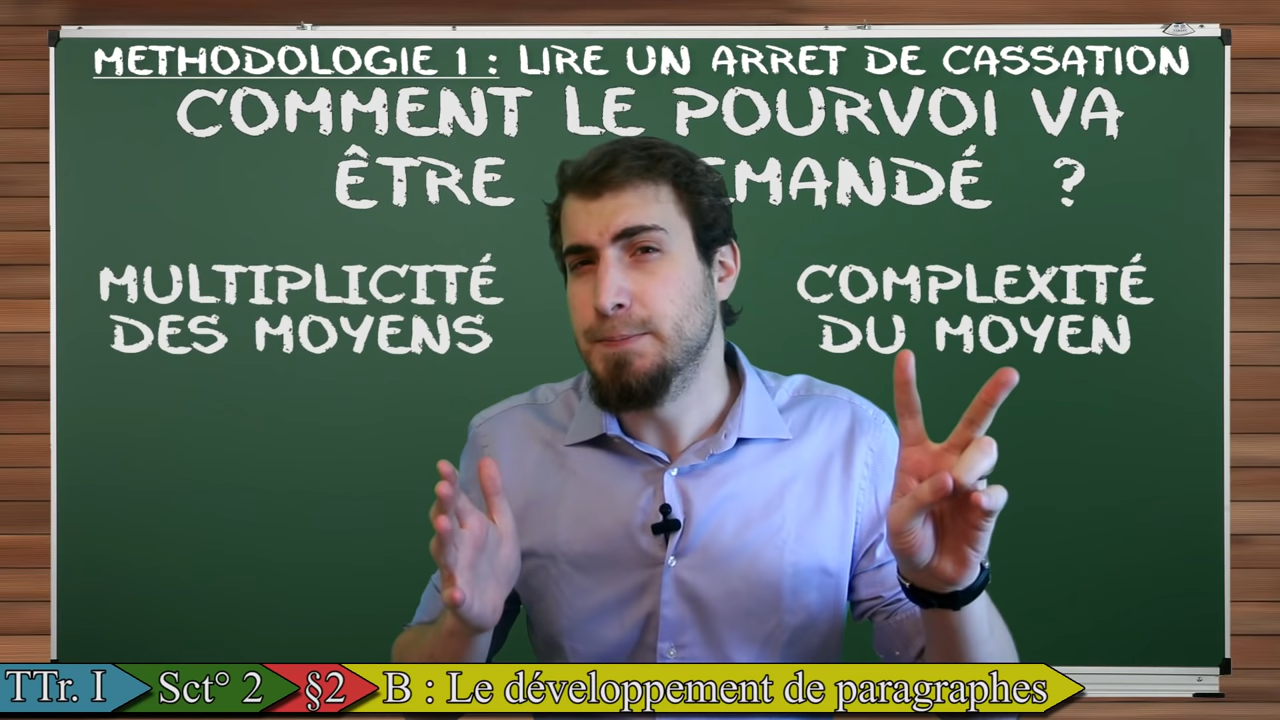 METHODOLOGIE 1 : LIRE UN ARRET DE CASSATION
COMMENT LE POURVOI VA
ÊTRE MANDÉ ?
MULTIPLICITÉ
DES MOYENS
COMPLEXITÉ
DU MOYEN
TTr. I Sct° 2 §2 B : Le développement de paragraphes